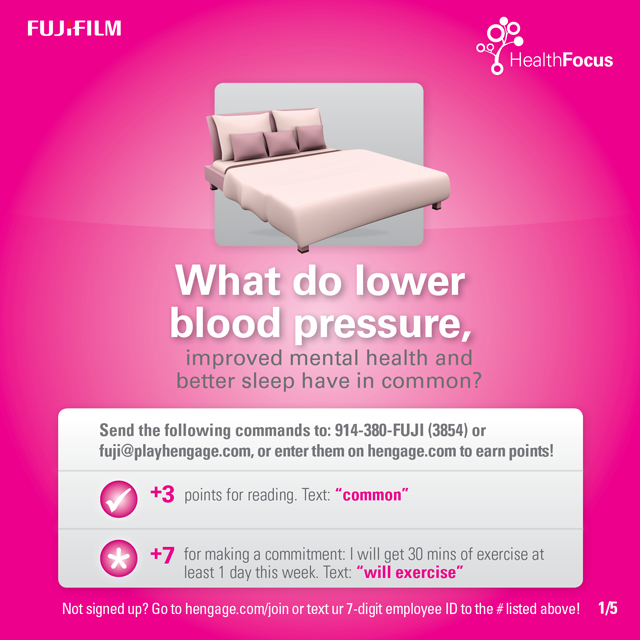 FUJIFILM
HealthFocus
What do lower
blood pressure,
improved mental health and
better sleep have in common?
Send the following commands to: 914-380-FUJI (3854) or
fuji@playhengage.com, or enter them on hengage.com to earn points!
+3 points for reading. Text: “common”
+7 for making a commitment: I will get 30 mins of exercise at
least 1 day this week. Text: “will exercise”
Not signed up? Go to hengage.com/join or text ur 7-digit employee ID to the # listed above! 1/5